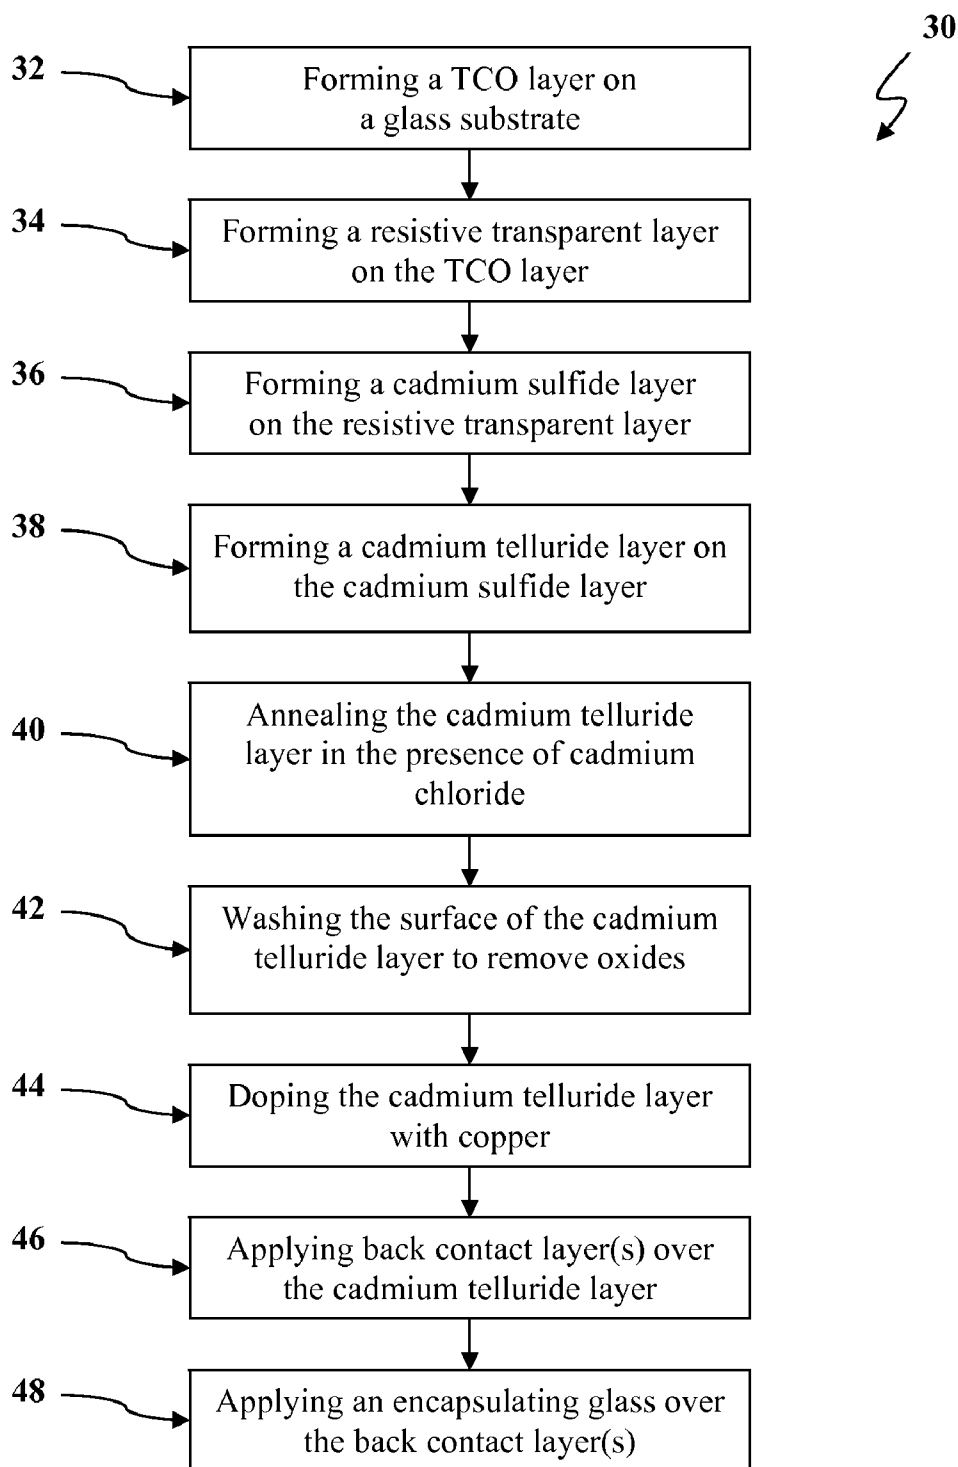 30
32
Forming a TCO layer on
a glass substrate
34
Forming a resistive transparent layer
on the TCO layer
36
Forming a cadmium sulfide layer
on the resistive transparent layer
38
Forming a cadmium telluride layer on
the cadmium sulfide layer
40
Annealing the cadmium telluride
layer in the presence of cadmium
chloride
42
Washing the surface of the cadmium
telluride layer to remove oxides
44
Doping the cadmium telluride layer
with copper
46
Applying back contact layer(s) over
the cadmium telluride layer
48
Applying an encapsulating glass over
the back contact layer(s)